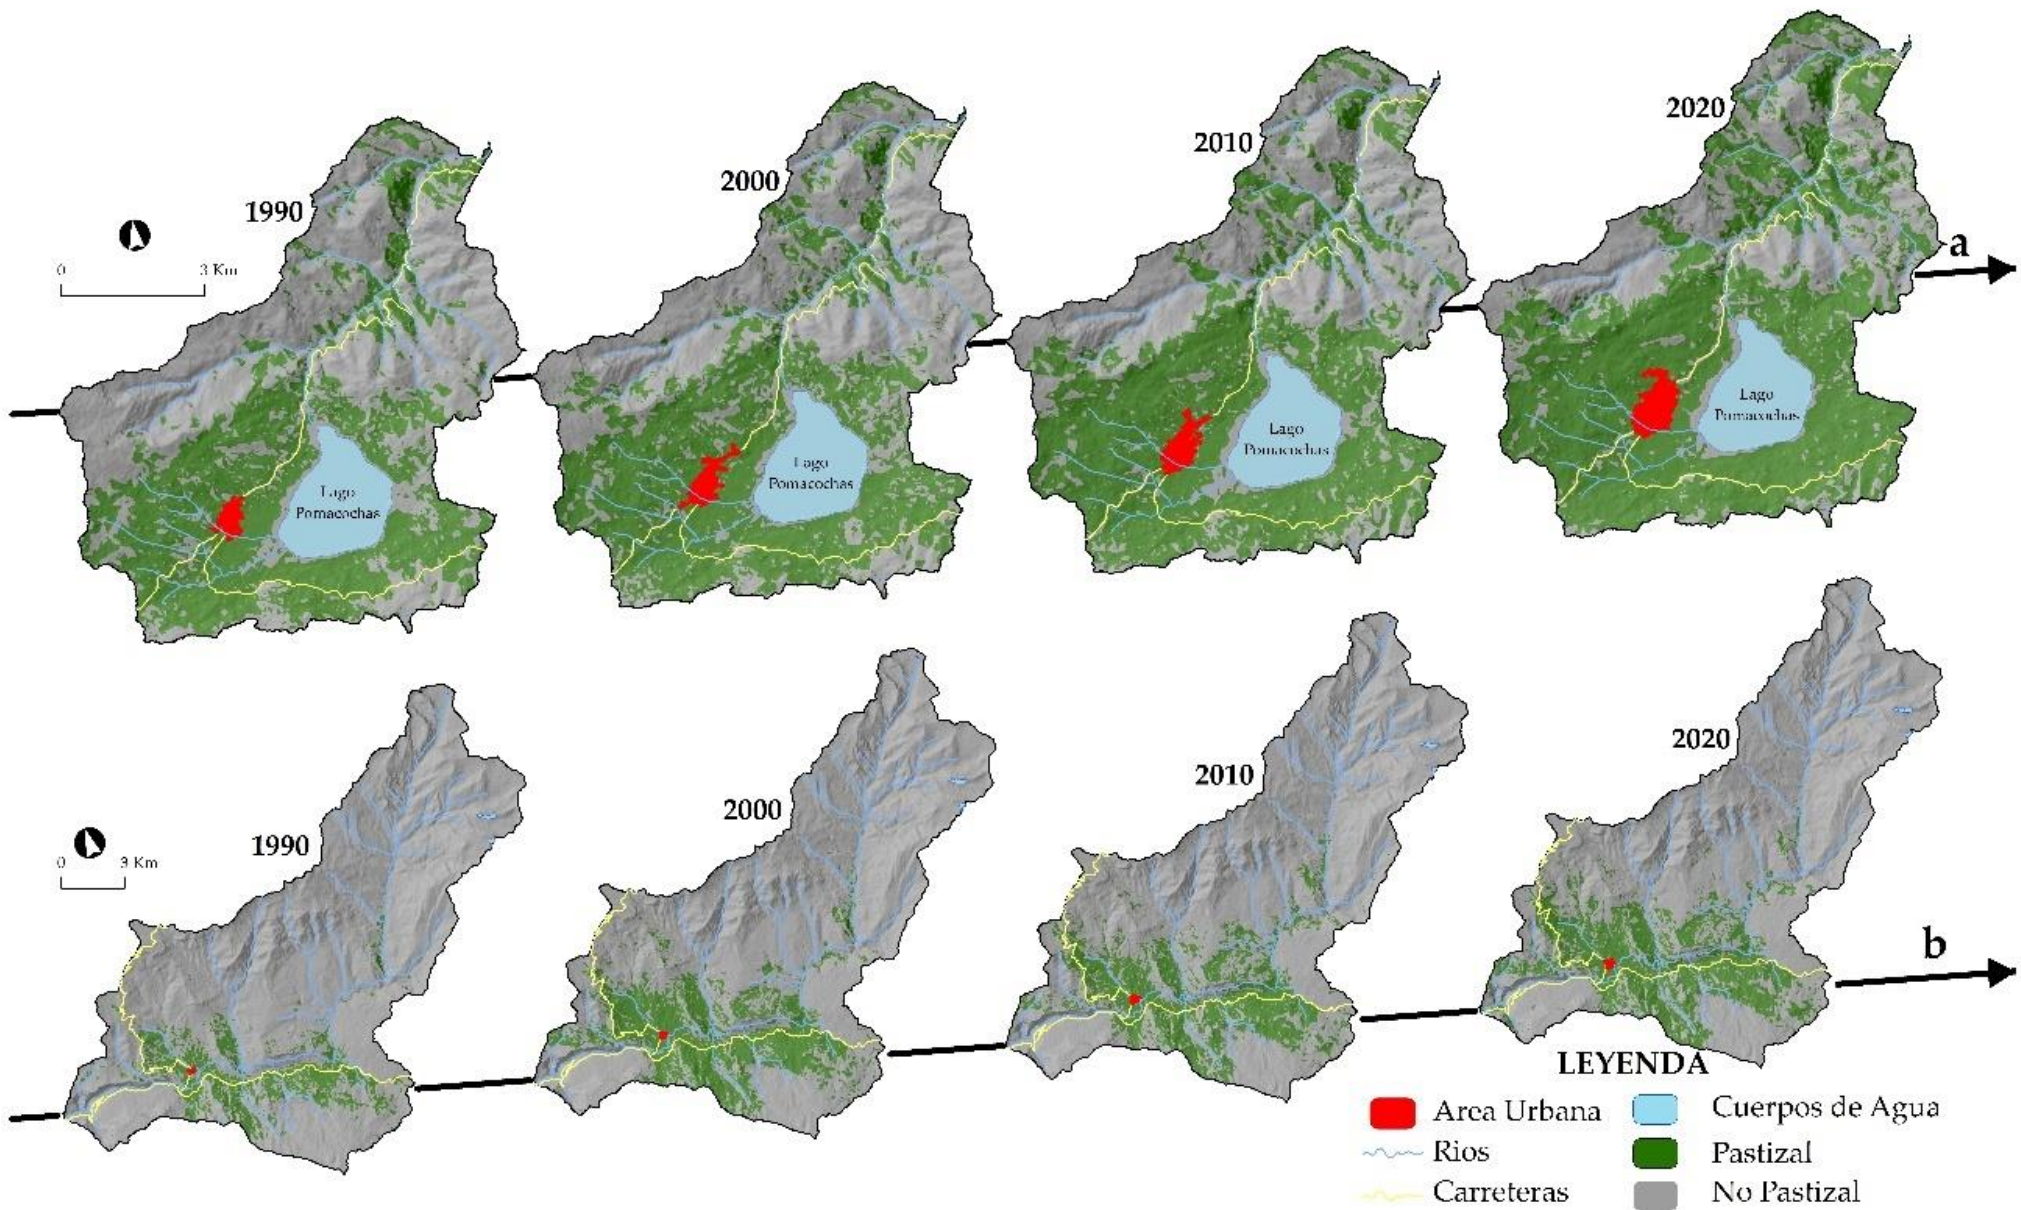 2020
2010
2000
1990
a
0 3 Km
Lago
Pomacochas
Lago
Pomacochas
Lago
Pomacochas
Lago
Pomacochas
2020
2010
2000
1990
0 3 Km
b
LEYENDA
Area Urbana
Cuerpos de Agua
Rios
Pastizal
Carreteras
No Pastizal